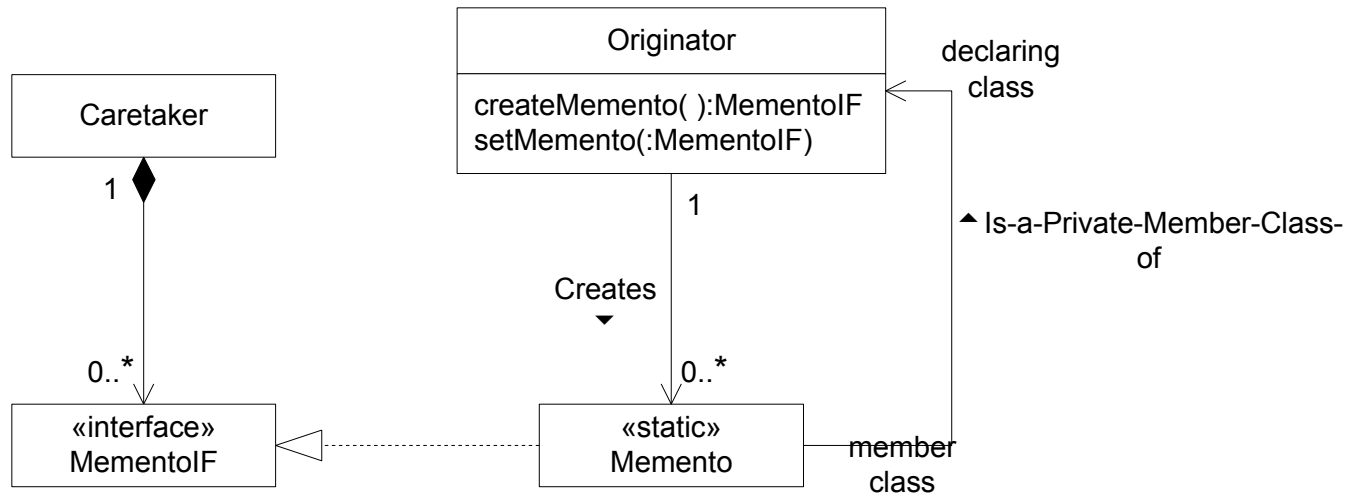 Originator
createMemento( ):MementoIF
setMemento(:MementoIF)
declaring
class
Caretaker
1
1
Is-a-Private-Member-Class-
of
Creates
0..*
0..*
«interface»
MementoIF
«static»
Memento
member
class